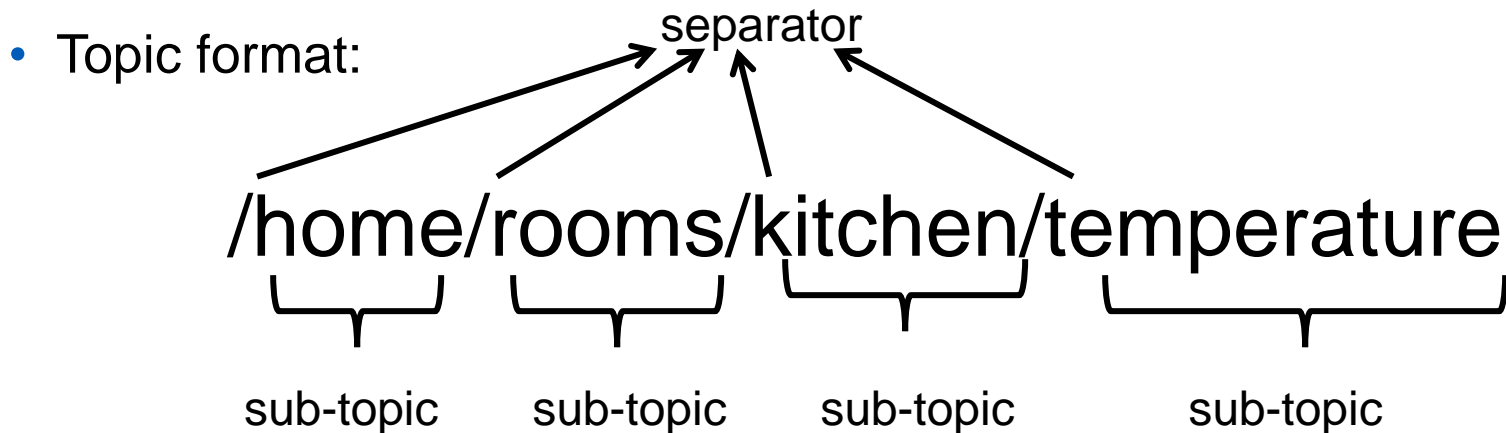 separator
• Topic format:
/home/rooms/kitchen/temperature
sub-topic sub-topic sub-topic sub-topic